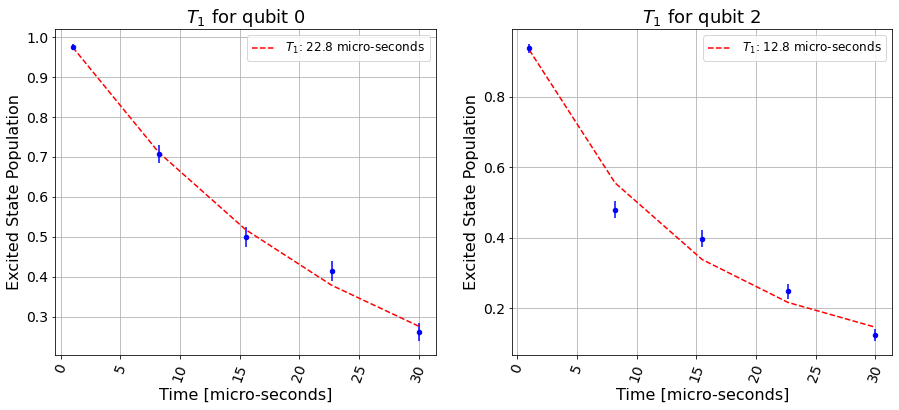 T₁ for qubit 0
T₁: 22.8 micro-seconds
Excited State Population
1.0
0.9
0.8
0.7
0.6
0.5
0.4
0.3
0 5 10 15 20 25 30
Time [micro-seconds]
T₁ for qubit 2
T₁: 12.8 micro-seconds
Excited State Population
0.8
0.6
0.4
0.2
0 5 10 15 20 25 30
Time [micro-seconds]